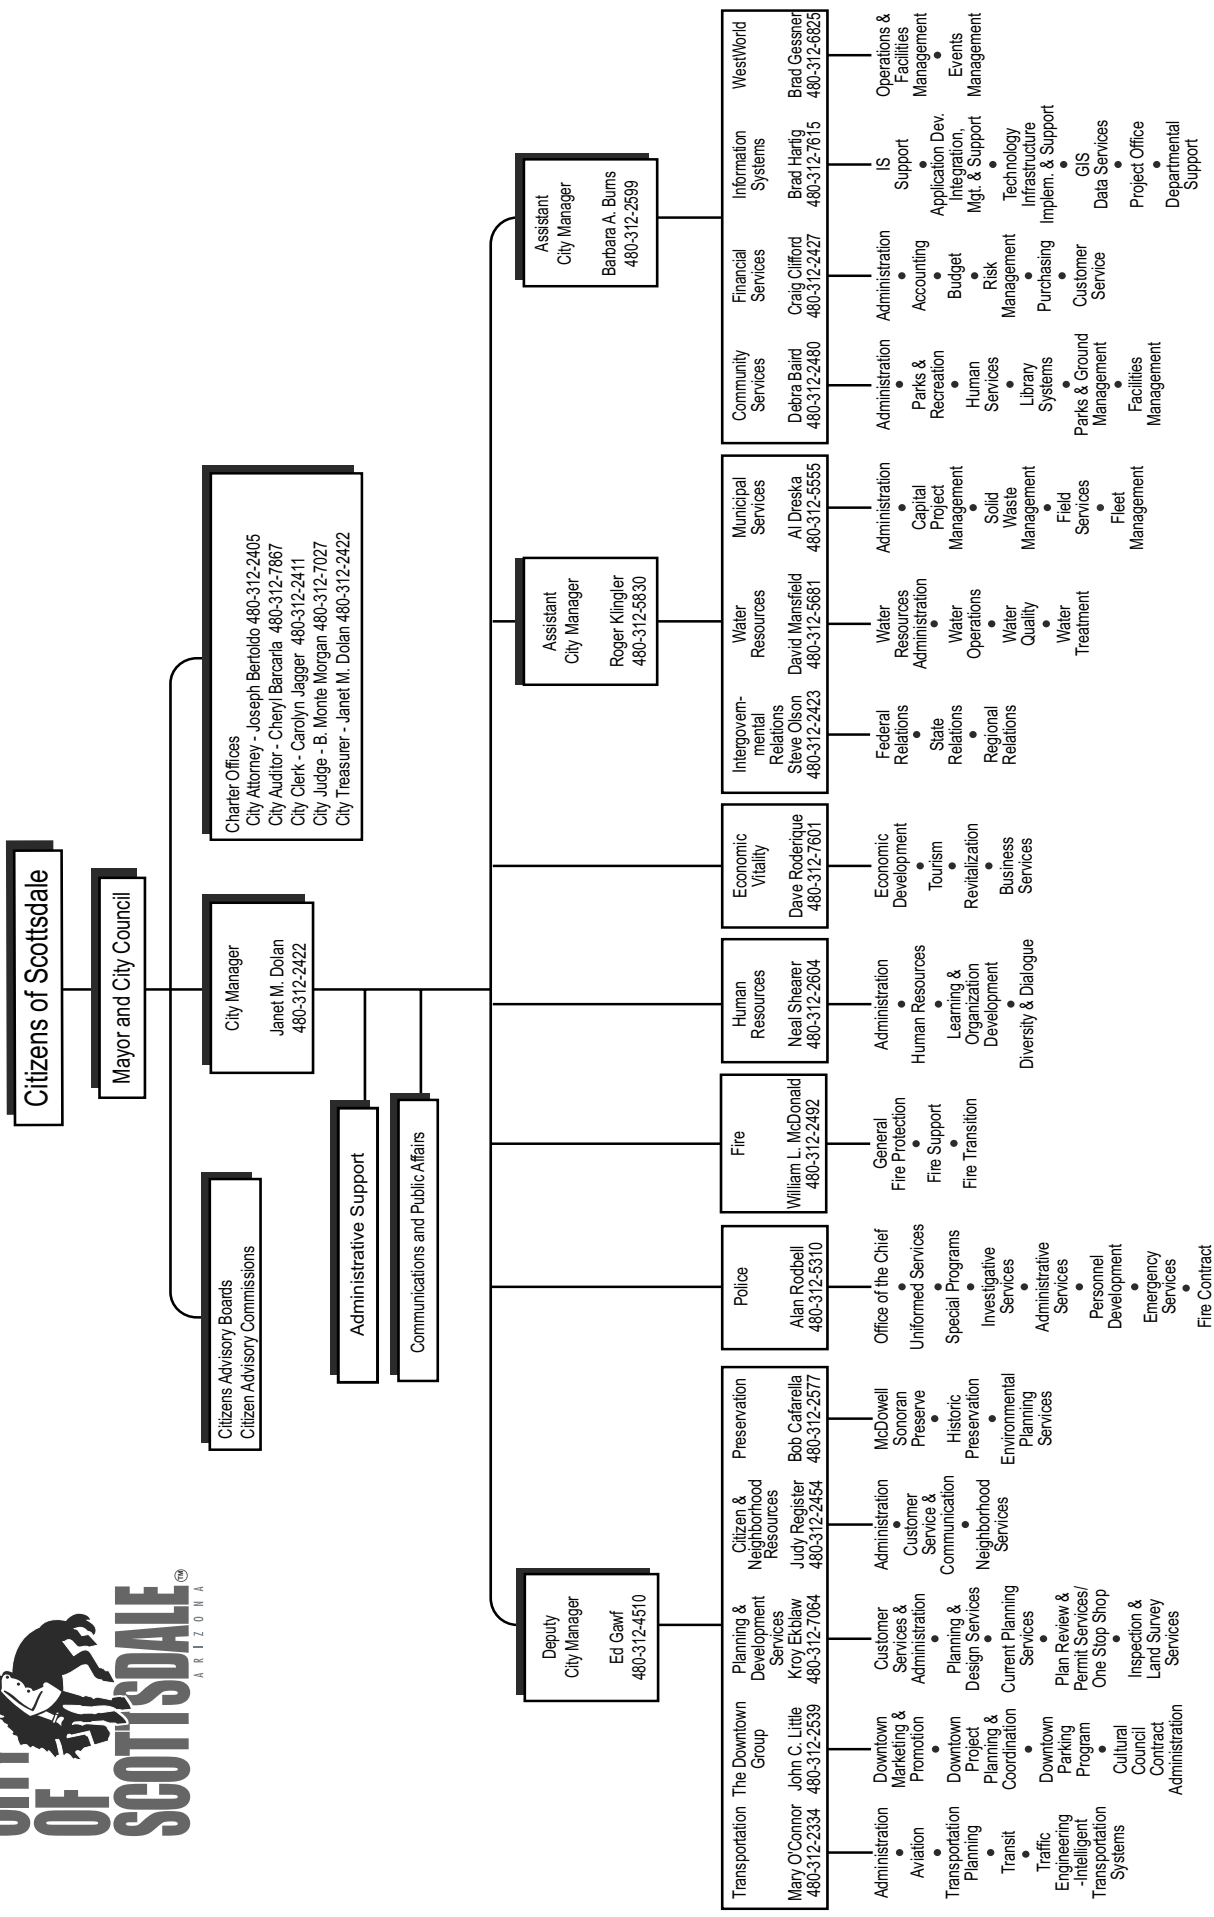 CITY
OF
SCOTTSDALE
TM
ARIZONA
Citizens of Scottsdale
Mayor and City Council
Citizens Advisory Boards
Citizen Advisory Commissions
City Manager
Janet M. Dolan
480-312-2422
Charter Offices
City Attorney - Joseph Bertoldo 480-312-2405
City Auditor - Cheryl Barcarla 480-312-7867
City Clerk - Carolyn Jagger 480-312-2411
City Judge - B. Monte Morgan 480-312-7027
City Treasurer - Janet M. Dolan 480-312-2422
Administrative Support
Communications and Public Affairs
Deputy
City Manager
Ed Gawf
480-312-4510
Assistant
City Manager
Roger Klingler
480-312-5830
Assistant
City Manager
Barbara A. Burns
480-312-2599
Transportation
Mary O'Connor
480-312-2334
Administration
•
Aviation
•
Transportation
Planning
•
Transit
•
Traffic
Engineering
-Intelligent
Transportation
Systems
The Downtown
Group
John C. Little
480-312-2539
Downtown
Marketing &
Promotion
•
Downtown
Project
Planning &
Coordination
•
Downtown
Parking
Program
•
Cultural
Council
Contract
Administration
Planning &
Development
Services
Kroy Ekblaw
480-312-7064
Customer
Services &
Administration
•
Planning &
Design Services
•
Current Planning
Services
•
Plan Review &
Permit Services/
One Stop Shop
•
Inspection &
Land Survey
Services
Citizen &
Neighborhood
Resources
Judy Register
480-312-2454
Administration
•
Customer
Service &
Communication
•
Neighborhood
Services
Preservation
Bob Cafarella
480-312-2577
McDowell
Sonoran
Preserve
•
Historic
Preservation
•
Environmental
Planning
Services
Police
Alan Rodbell
480-312-5310
Office of the Chief
•
Uniformed Services
•
Special Programs
•
Investigative
Services
•
Administrative
Services
•
Personnel
Development
•
Emergency
Services
•
Fire Contract
Fire
William L. McDonald
480-312-2492
General
Fire Protection
•
Fire Support
•
Fire Transition
Human
Resources
Neal Shearer
480-312-2604
Administration
•
Human Resources
•
Learning &
Organization
Development
•
Diversity & Dialogue
Economic
Vitality
Dave Roderique
480-312-7601
Economic
Development
•
Tourism
•
Revitalization
•
Business
Services
Intergovern-
mental
Relations
Steve Olson
480-312-2423
Federal
Relations
•
State
Relations
•
Regional
Relations
Water
Resources
David Mansfield
480-312-5681
Water
Resources
Administration
•
Water
Operations
•
Water
Quality
•
Water
Treatment
Municipal
Services
Al Dreska
480-312-5555
Administration
•
Capital
Project
Management
•
Solid
Waste
Management
•
Field
Services
•
Fleet
Management
Community
Services
Debra Baird
480-312-2480
Administration
•
Parks &
Recreation
•
Human
Services
•
Library
Systems
•
Parks & Ground
Management
•
Facilities
Management
Financial
Services
Craig Clifford
480-312-2427
Administration
•
Accounting
•
Budget
•
Risk
Management
•
Purchasing
•
Customer
Service
Information
Systems
Brad Hartig
480-312-7615
IS
Support
•
Application Dev.
Integration,
Mgt. & Support
•
Technology
Infrastructure
Implem. & Support
•
GIS
Data Services
•
Project Office
•
Departmental
Support
WestWorld
Brad Gessner
480-312-6825
Operations &
Facilities
Management
•
Events
Management